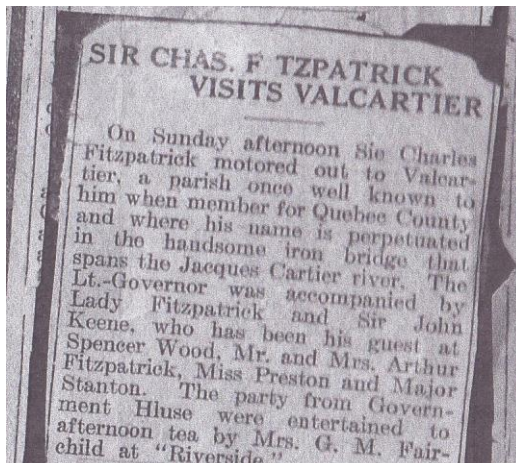 SIR CHAS. F TZPATRICK
VISITS VALCARTIER
On Sunday afternoon Sie Charles
Fitzpatrick motored out to Valcar-
tier, a parish once well known to
him when member for Quebec County
and where his name is perpetuated
in the handsome iron bridge that
spans the Jacques Cartier river. The
Lt.-Governor was accompanied by
Lady Fitzpatrick and Sir John
Keene, who has been his guest at
Spencer Wood, Mr. and Mrs. Arthur
Fitzpatrick, Miss Preston and Major
Stanton. The party from Govern-
ment Hluse were entertained to
afternoon tea by Mrs. G. M. Fair-
child at "Riverside."